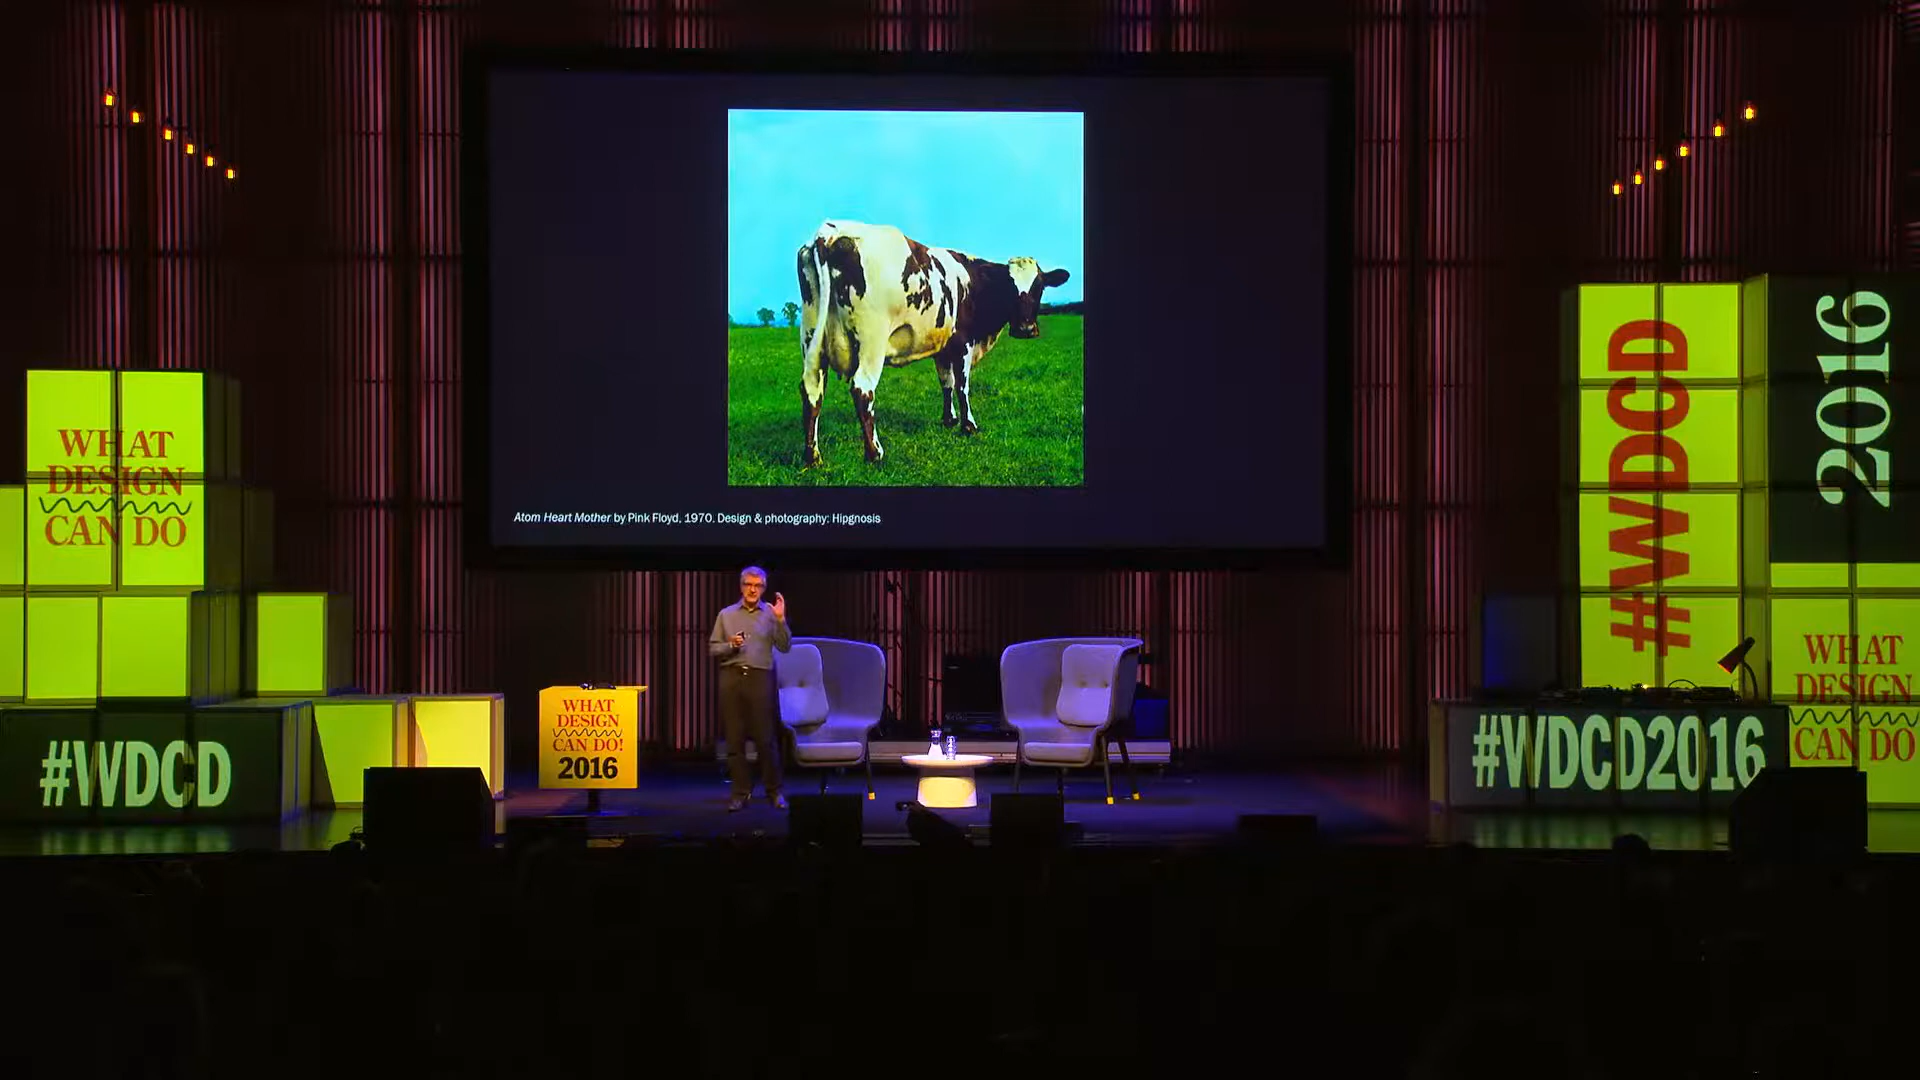 Atom Heart Mother by Pink Floyd, 1970. Design & photography: Hipgnosis
WHAT
DESIGN
CAN DO
#WDCD
WHAT
DESIGN
CAN DO!
2016
#WDCD
2016
#WDCD2016
WHAT
DESIGN
CAN DO